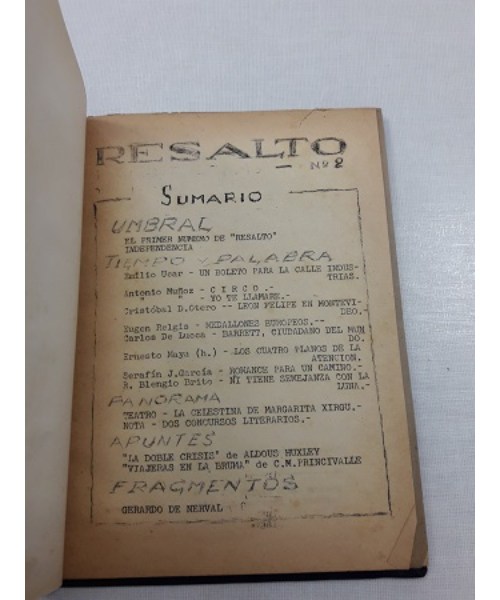 RESALTO
Nº 2
SUMARIO
UMBRAL
EL PRIMER NUMERO DE "RESALTO"
INDEPENDENCIA
TIEMPO Y PALABRA
Emilio Ucar - UN BOLETO PARA LA CALLE INDUS-
TRIAS.
Antonio Muñoz - C I R C O .-
" " - YO TE LLAMARE.-
Cristóbal D.Otero -- LEON FELIPE EN MONTEVI-
DEO.-
Eugen Relgis - MEDALLONES EUROPEOS.--
Carlos De Lucca - BARRETT, CIUDADANO DEL MUN
DO.
Ernesto Maya (h.) - LOS CUATRO PLANOS DE LA
ATENCION.
Serafín J.García - ROMANCE PARA UN CAMINO.-
R. Blengio Brito - NI TIENE SEMEJANZA CON LA
LUNA.-
PANORAMA
TEATRO - LA CELESTINA DE MARGARITA XIRGU.-
NOTA - DOS CONCURSOS LITERARIOS.-
APUNTES
"LA DOBLE CRISIS" de ALDOUS HUXLEY
"VIAJERAS EN LA BRUMA" de C.M.PRINCIVALLE
FRAGMENTOS
GERARDO DE NERVAL